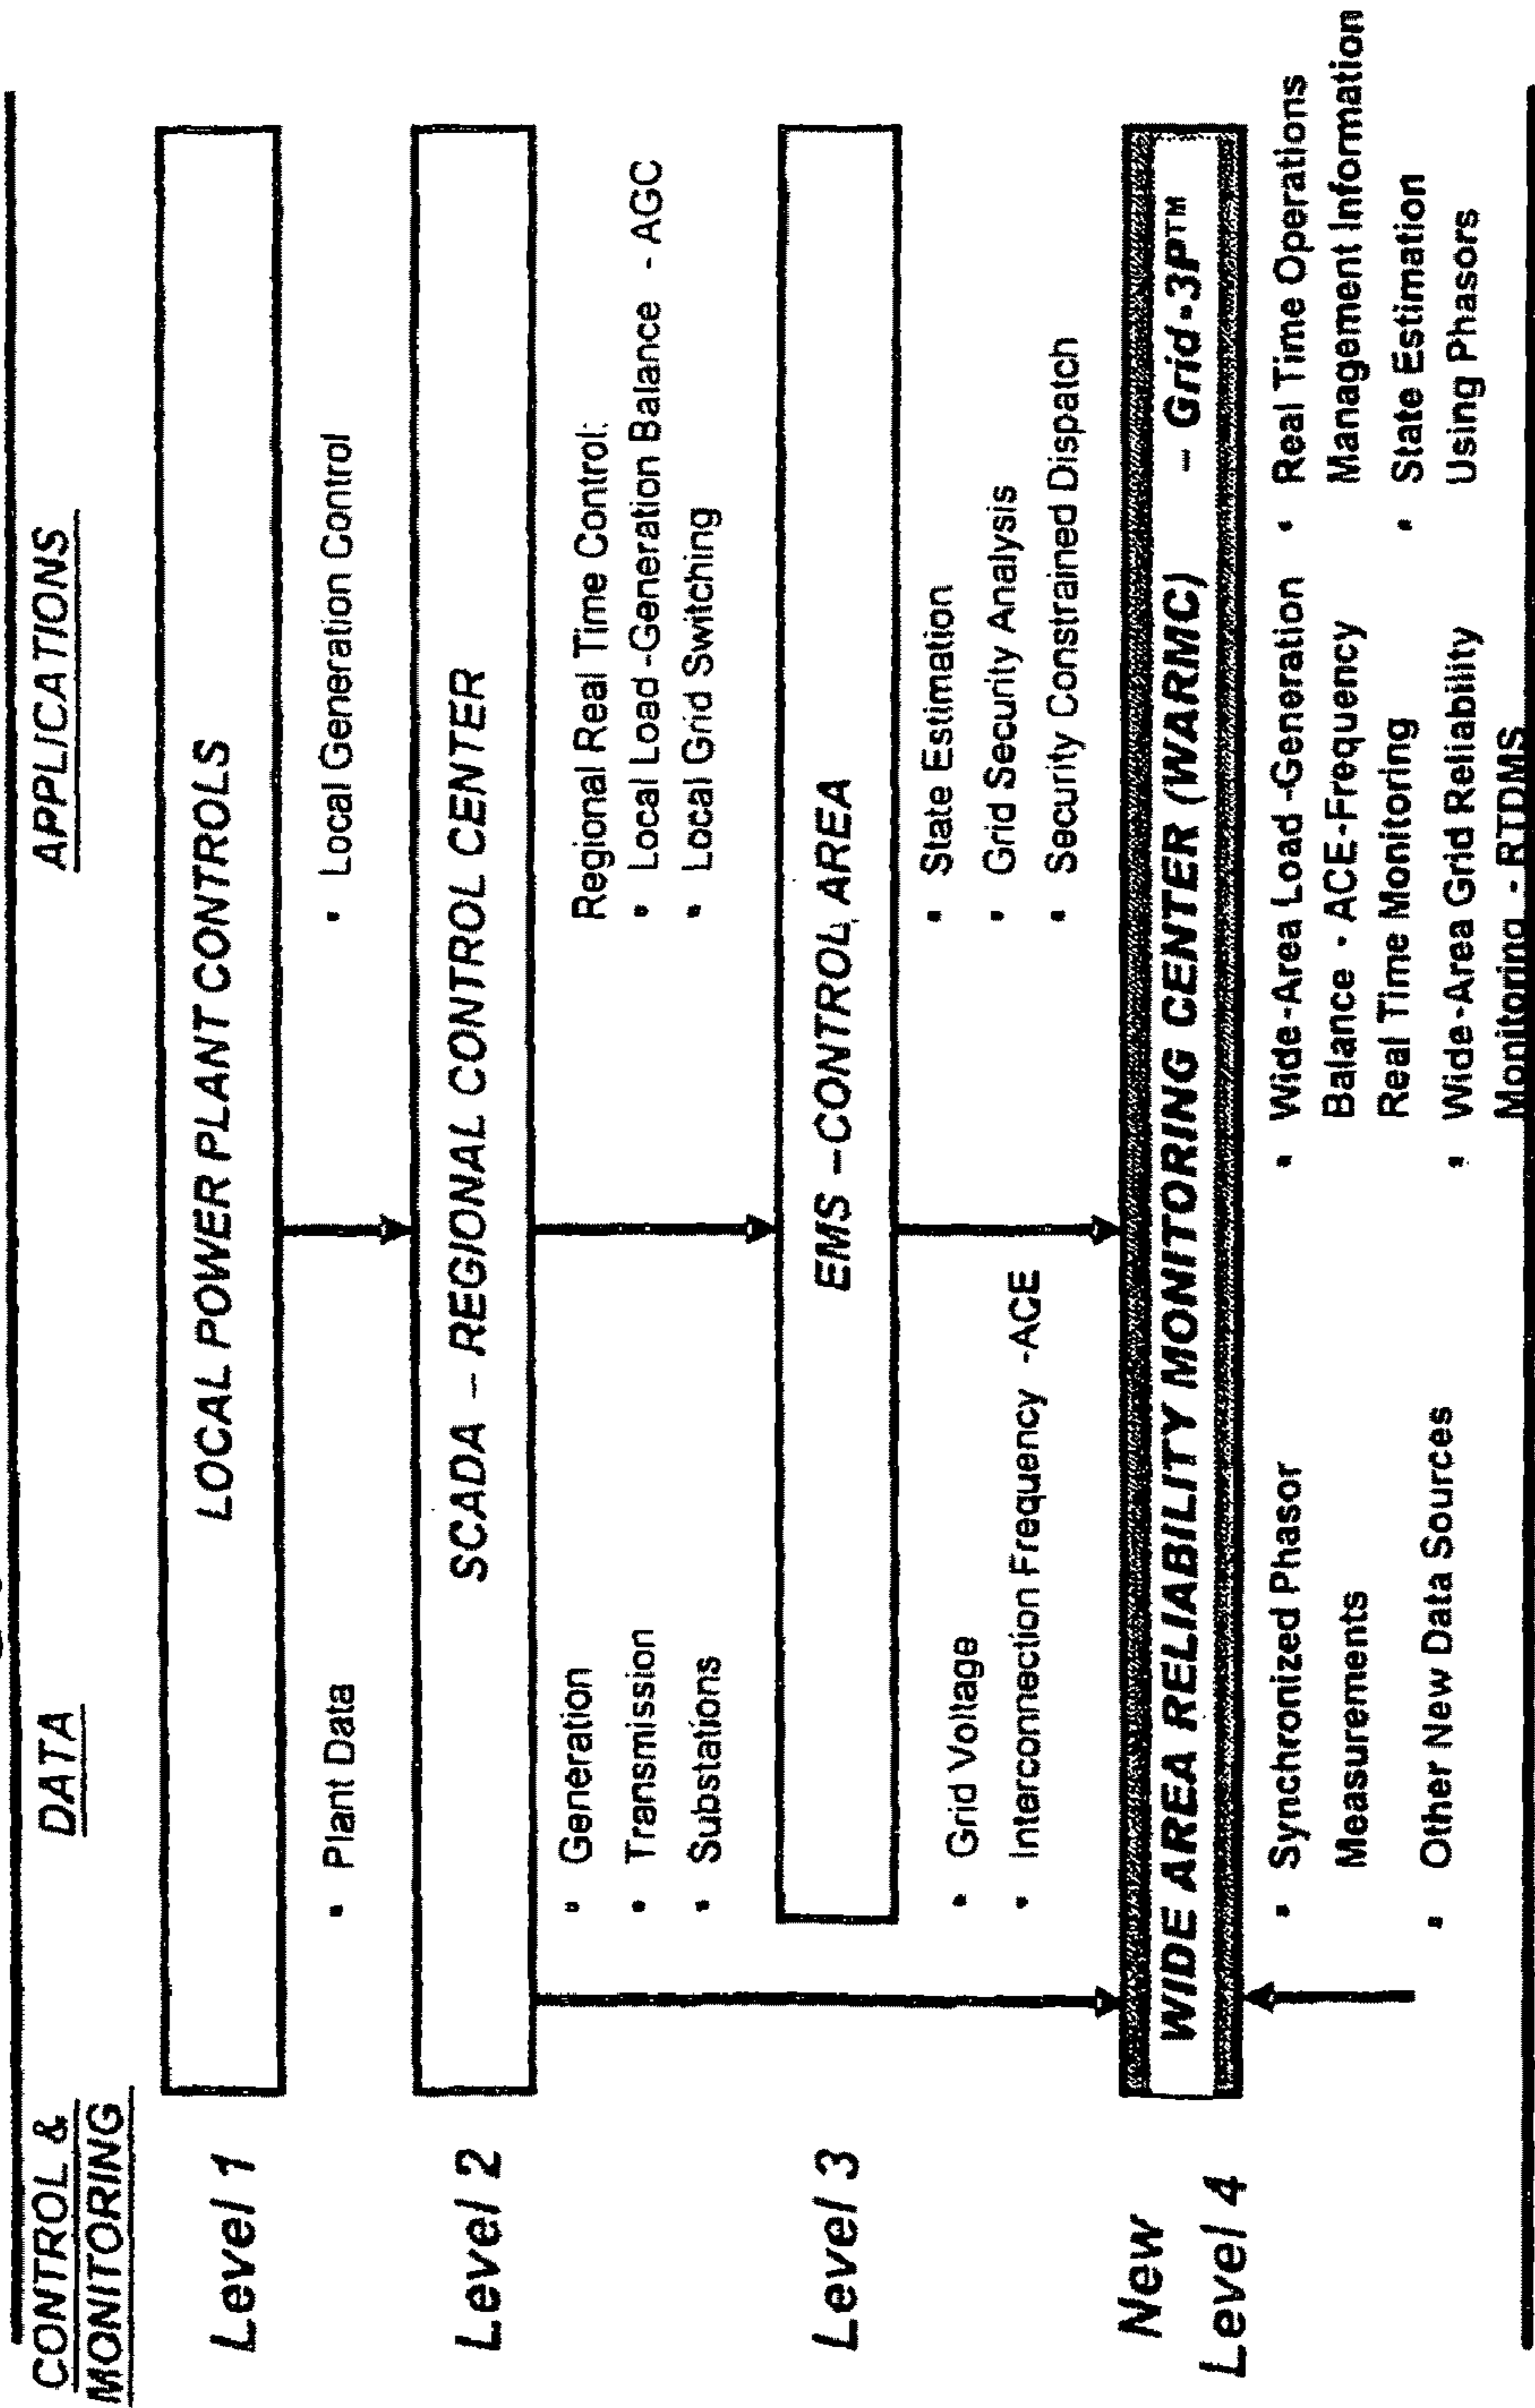 CONTROL &
MONITORING
DATA
APPLICATIONS
Level 1
LOCAL POWER PLANT CONTROLS
• Plant Data
• Local Generation Control
Level 2
SCADA – REGIONAL CONTROL CENTER
• Generation
• Transmission
• Substations
Regional Real Time Control:
• Local Load-Generation Balance - AGC
• Local Grid Switching
Level 3
EMS – CONTROL AREA
• Grid Voltage
• Interconnection Frequency - ACE
• State Estimation
• Grid Security Analysis
• Security Constrained Dispatch
New
Level 4
WIDE AREA RELIABILITY MONITORING CENTER (WARMC) – Grid-3P™
• Synchronized Phasor
Measurements
• Other New Data Sources
• Wide-Area Load-Generation
Balance - ACE-Frequency
Real Time Monitoring
• Wide-Area Grid Reliability
Monitoring - RTDMS
• Real Time Operations
Management Information
• State Estimation
Using Phasors